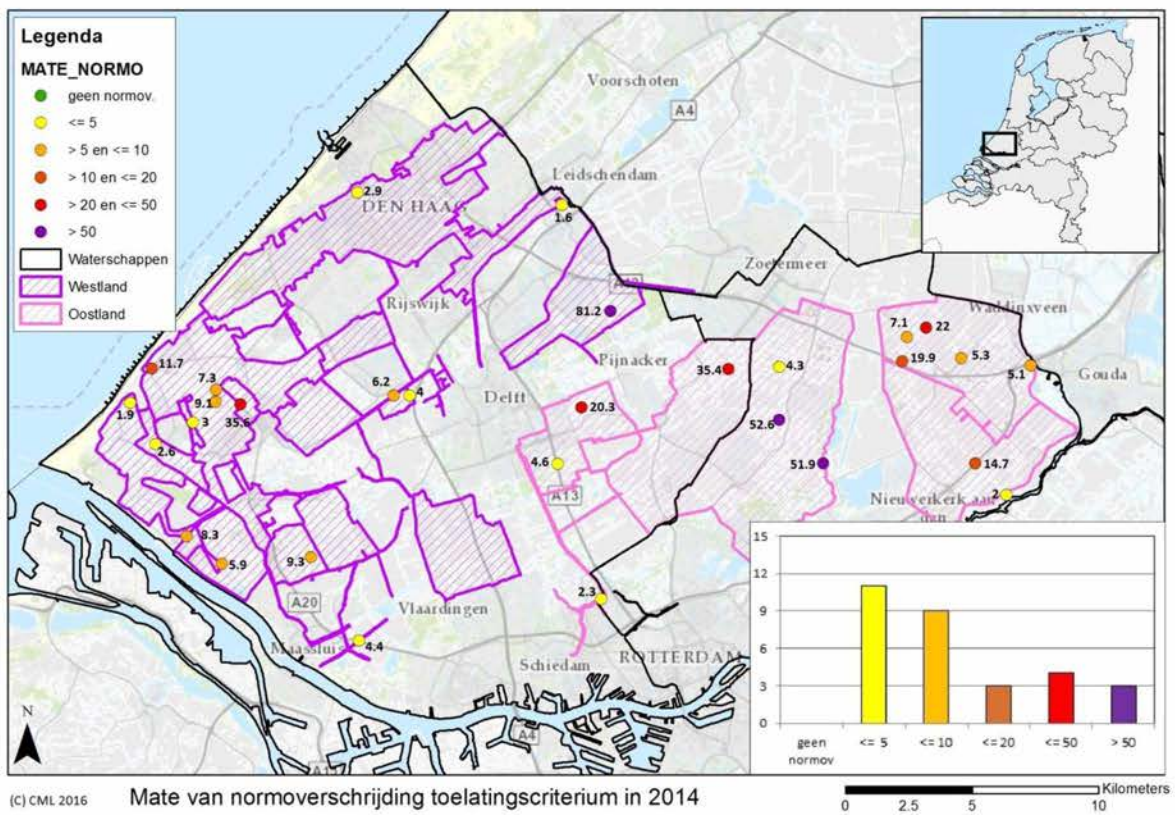 Legenda
MATE_NORMO
geen normov.
<= 5
> 5 en <= 10
> 10 en <= 20
> 20 en <= 50
> 50
Waterschappen
Westland
Oostland
Voorschoten
A4
Leidschendam
2.9
DEN HAAG
1.6
Zoetermeer
Rijswijk
81.2
Waddinxveen
7.1
22
Pijnacker
19.9
5.3
11.7
35.4
4.3
5.1
Gouda
7.3
6.2
4
9.1
Delft
20.3
1.9
3
35.6
52.6
2.6
4.6
51.9
14.7
A13
2
Nieuwerkerk aan
8.3
5.9
9.3
A20
Vlaardingen
2.3
Maassluis
4.4
Schiedam
ROTTERDAM
A4
N
15
12
9
6
3
0
geen
normov
<= 5
<= 10
<=20
<=50
> 50
(C) CML 2016
Mate van normoverschrijding toelatingscriterium in 2014
Kilometers
0
2.5
5
10